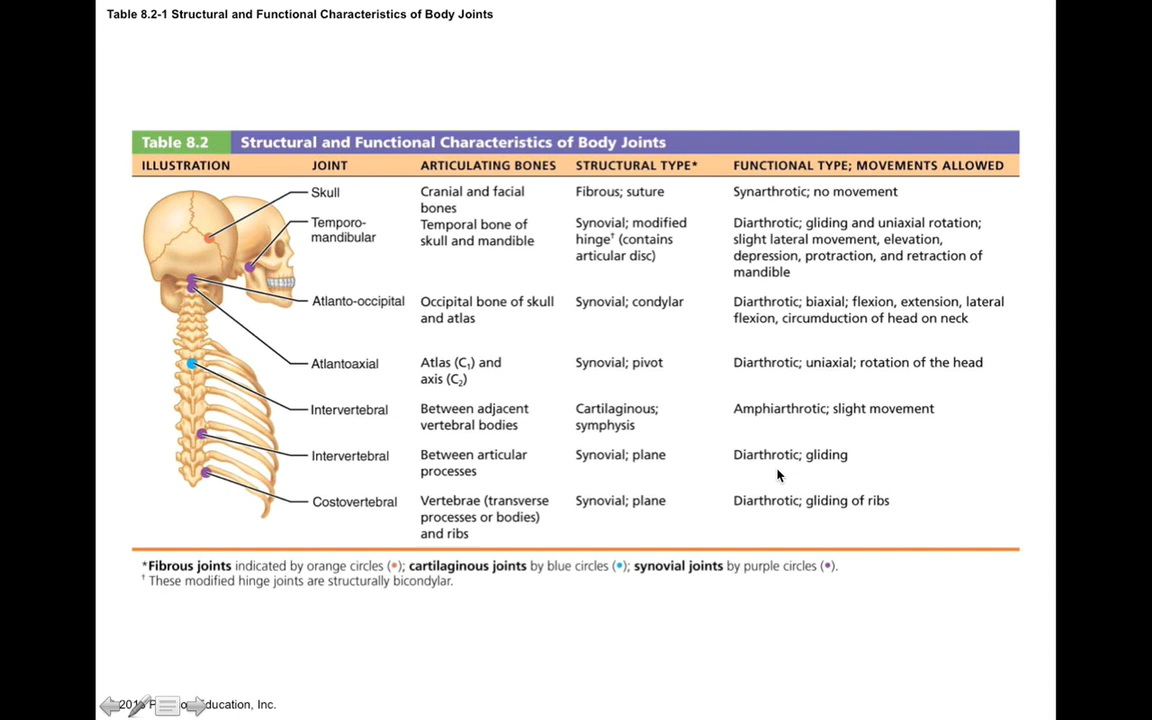 Table 8.2-1 Structural and Functional Characteristics of Body Joints
Table 8.2 Structural and Functional Characteristics of Body Joints
ILLUSTRATION JOINT ARTICULATING BONES STRUCTURAL TYPE* FUNCTIONAL TYPE; MOVEMENTS ALLOWED
Skull Cranial and facial Fibrous; suture Synarthrotic; no movement
bones
Temporo- Temporal bone of Synovial; modified Diarthrotic; gliding and uniaxial rotation;
mandibular skull and mandible hinge† (contains slight lateral movement, elevation,
articular disc) depression, protraction, and retraction of
mandible
Atlanto-occipital Occipital bone of skull Synovial; condylar Diarthrotic; biaxial; flexion, extension, lateral
and atlas flexion, circumduction of head on neck
Atlantoaxial Atlas (C₁) and Synovial; pivot Diarthrotic; uniaxial; rotation of the head
axis (C₂)
Intervertebral Between adjacent Cartilaginous; Amphiarthrotic; slight movement
vertebral bodies symphysis
Intervertebral Between articular Synovial; plane Diarthrotic; gliding
processes
Costovertebral Vertebrae (transverse Synovial; plane Diarthrotic; gliding of ribs
processes or bodies)
and ribs
*Fibrous joints indicated by orange circles (●); cartilaginous joints by blue circles (●); synovial joints by purple circles (●).
† These modified hinge joints are structurally bicondylar.
Inc.